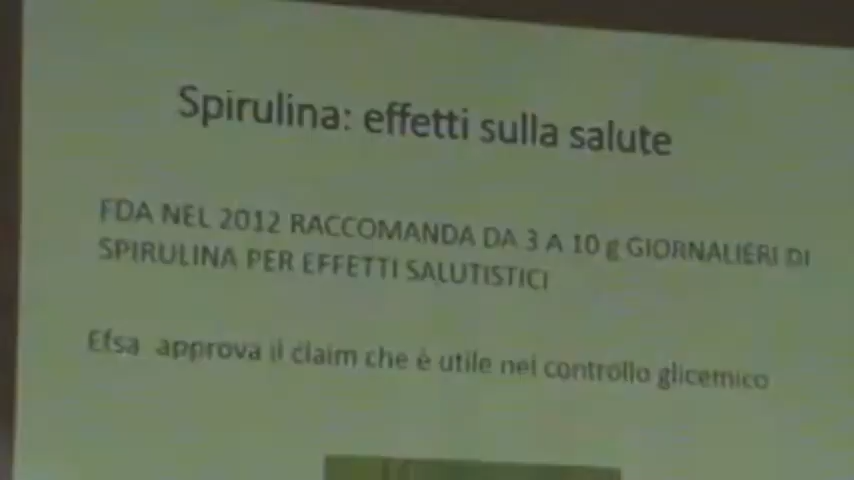 Spirulina: effetti sulla salute
FDA NEL 2012 RACCOMANDA DA 3 A 10 g GIORNALIERI DI
SPIRULINA PER EFFETTI SALUTISTICI
Efsa approva il claim che è utile nel controllo glicemico